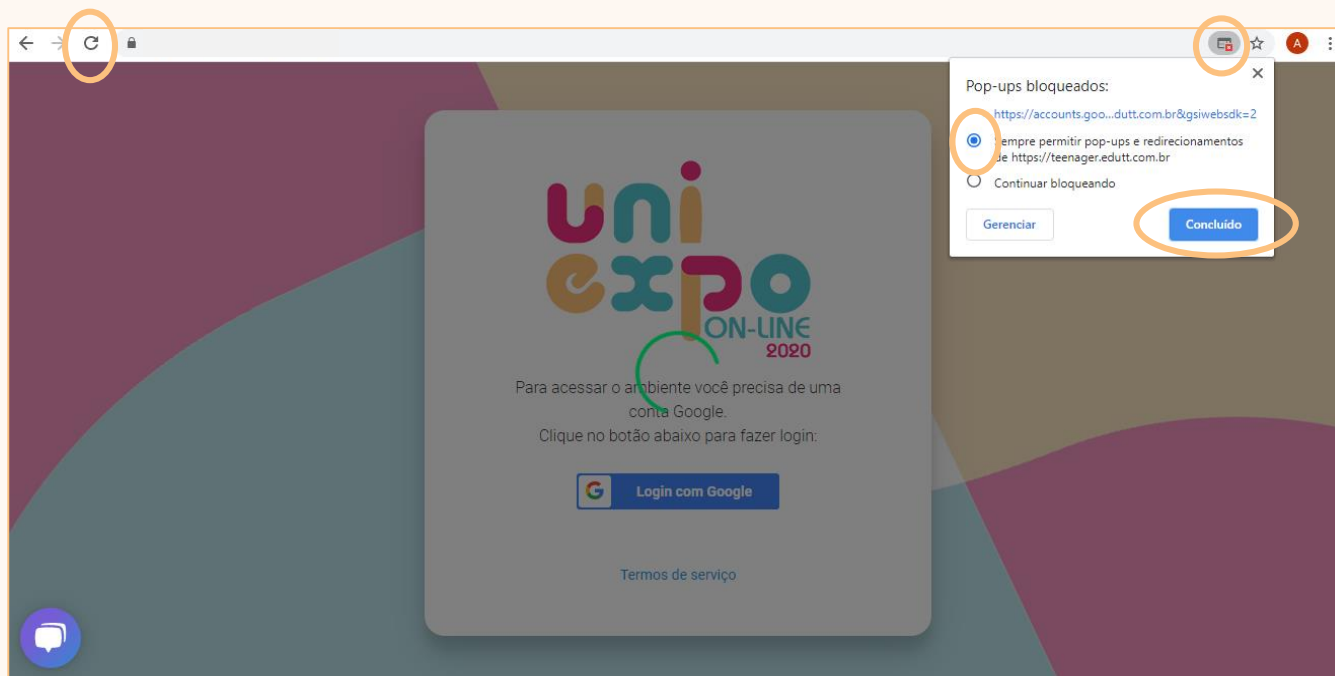 A
Pop-ups bloqueados:
https://accounts.goo...dutt.com.br&gsiwebsdk=2
Sempre permitir pop-ups e redirecionamentos
de https://teenager.edutt.com.br
Continuar bloqueando
Gerenciar
Concluído
uni
expo
ON-LINE
2020
Para acessar o ambiente você precisa de uma
conta Google.
Clique no botão abaixo para fazer login:
G Login com Google
Termos de serviço